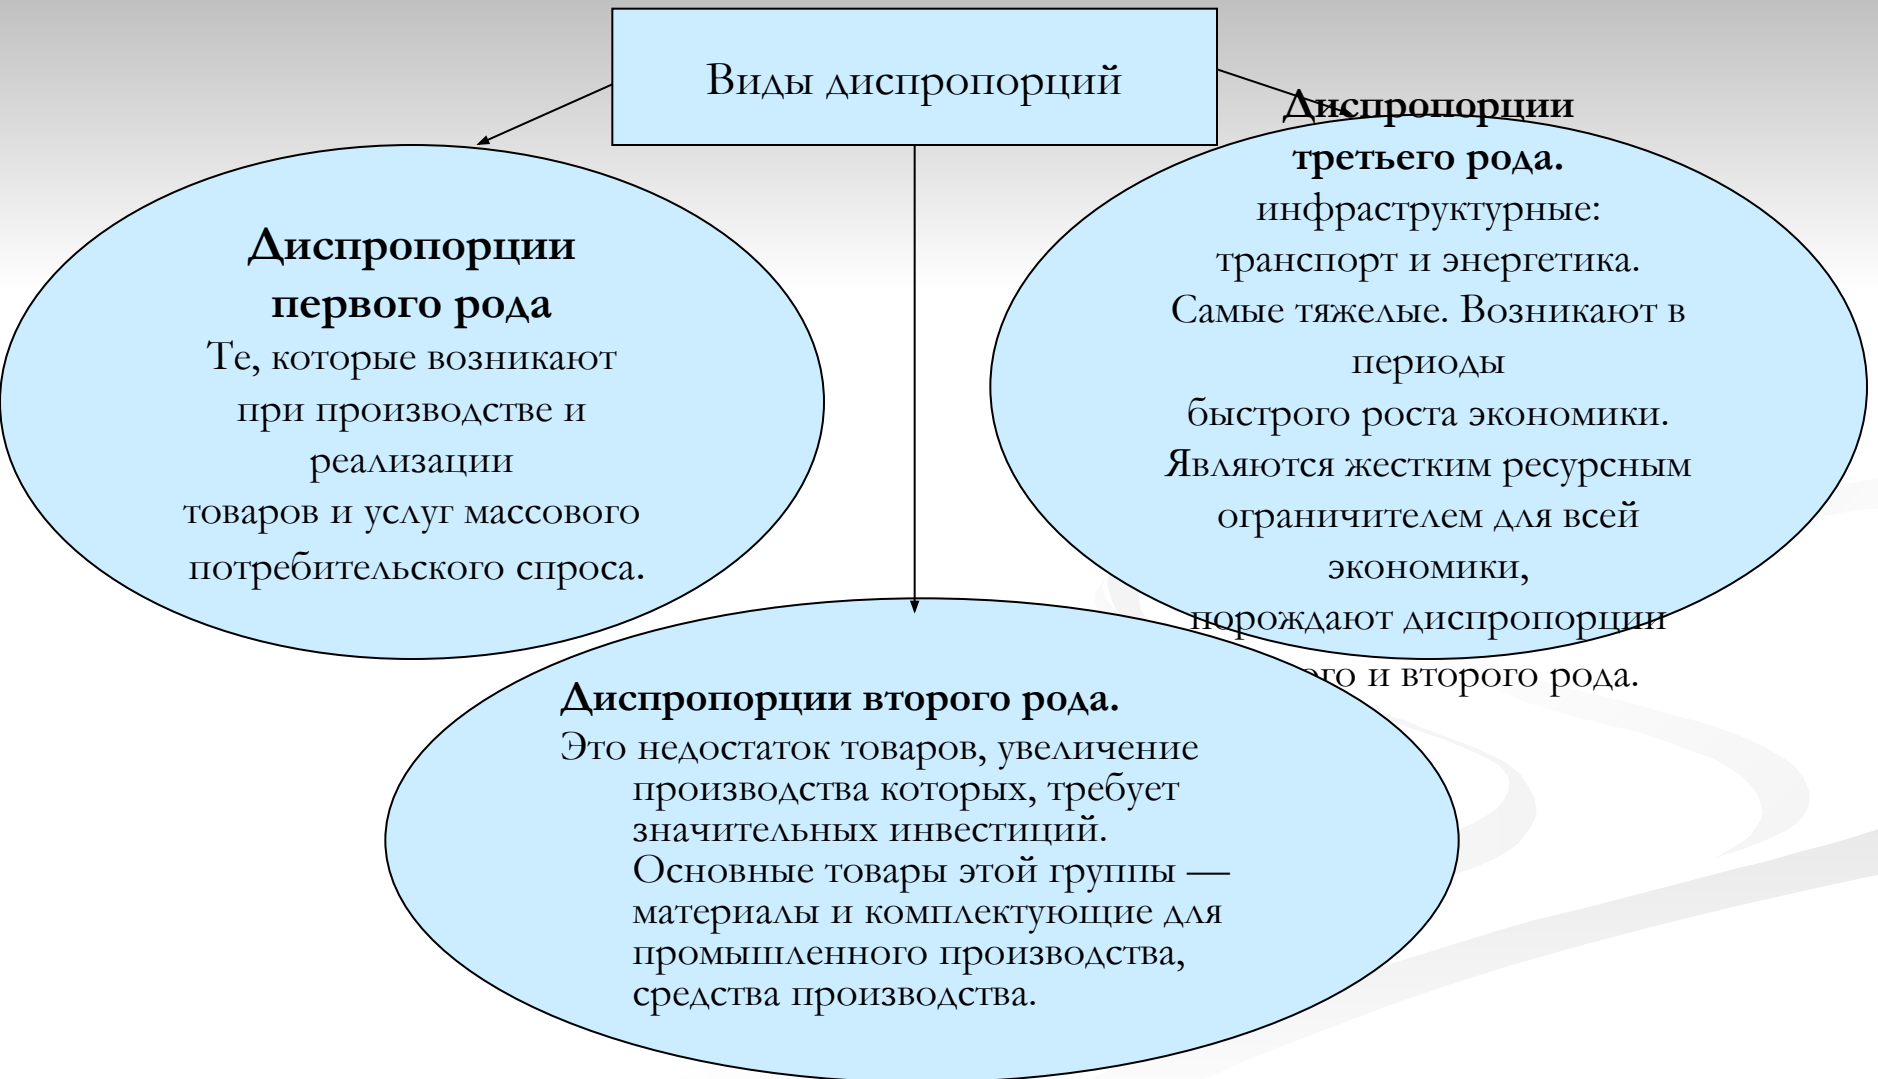 Виды диспропорций
Диспропорции
первого рода
Те, которые возникают
при производстве и
реализации
товаров и услуг массового
потребительского спроса.
Диспропорции
третьего рода.
инфраструктурные:
транспорт и энергетика.
Самые тяжелые. Возникают в
периоды
быстрого роста экономики.
Являются жестким ресурсным
ограничителем для всей
экономики,
порождают диспропорции
и второго рода.
Диспропорции второго рода.
Это недостаток товаров, увеличение
производства которых, требует
значительных инвестиций.
Основные товары этой группы —
материалы и комплектующие для
промышленного производства,
средства производства.